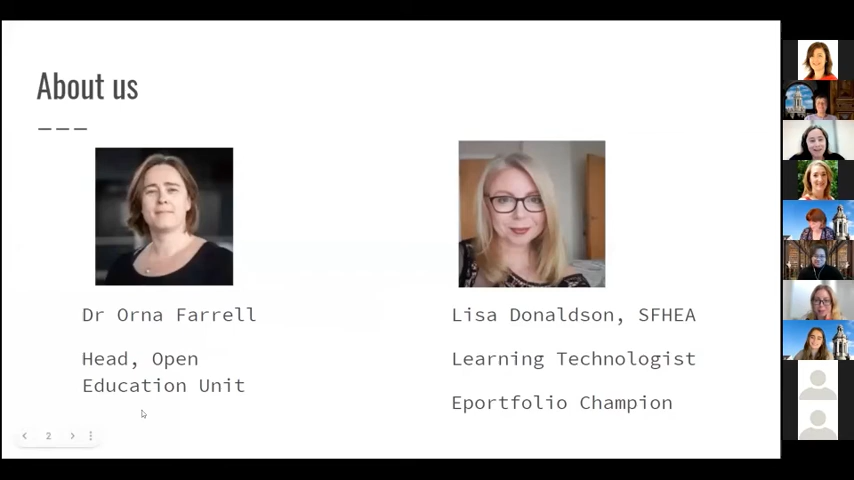 About us
Dr Orna Farrell
Head, Open
Education Unit
Lisa Donaldson, SFHEA
Learning Technologist
Eportfolio Champion
2